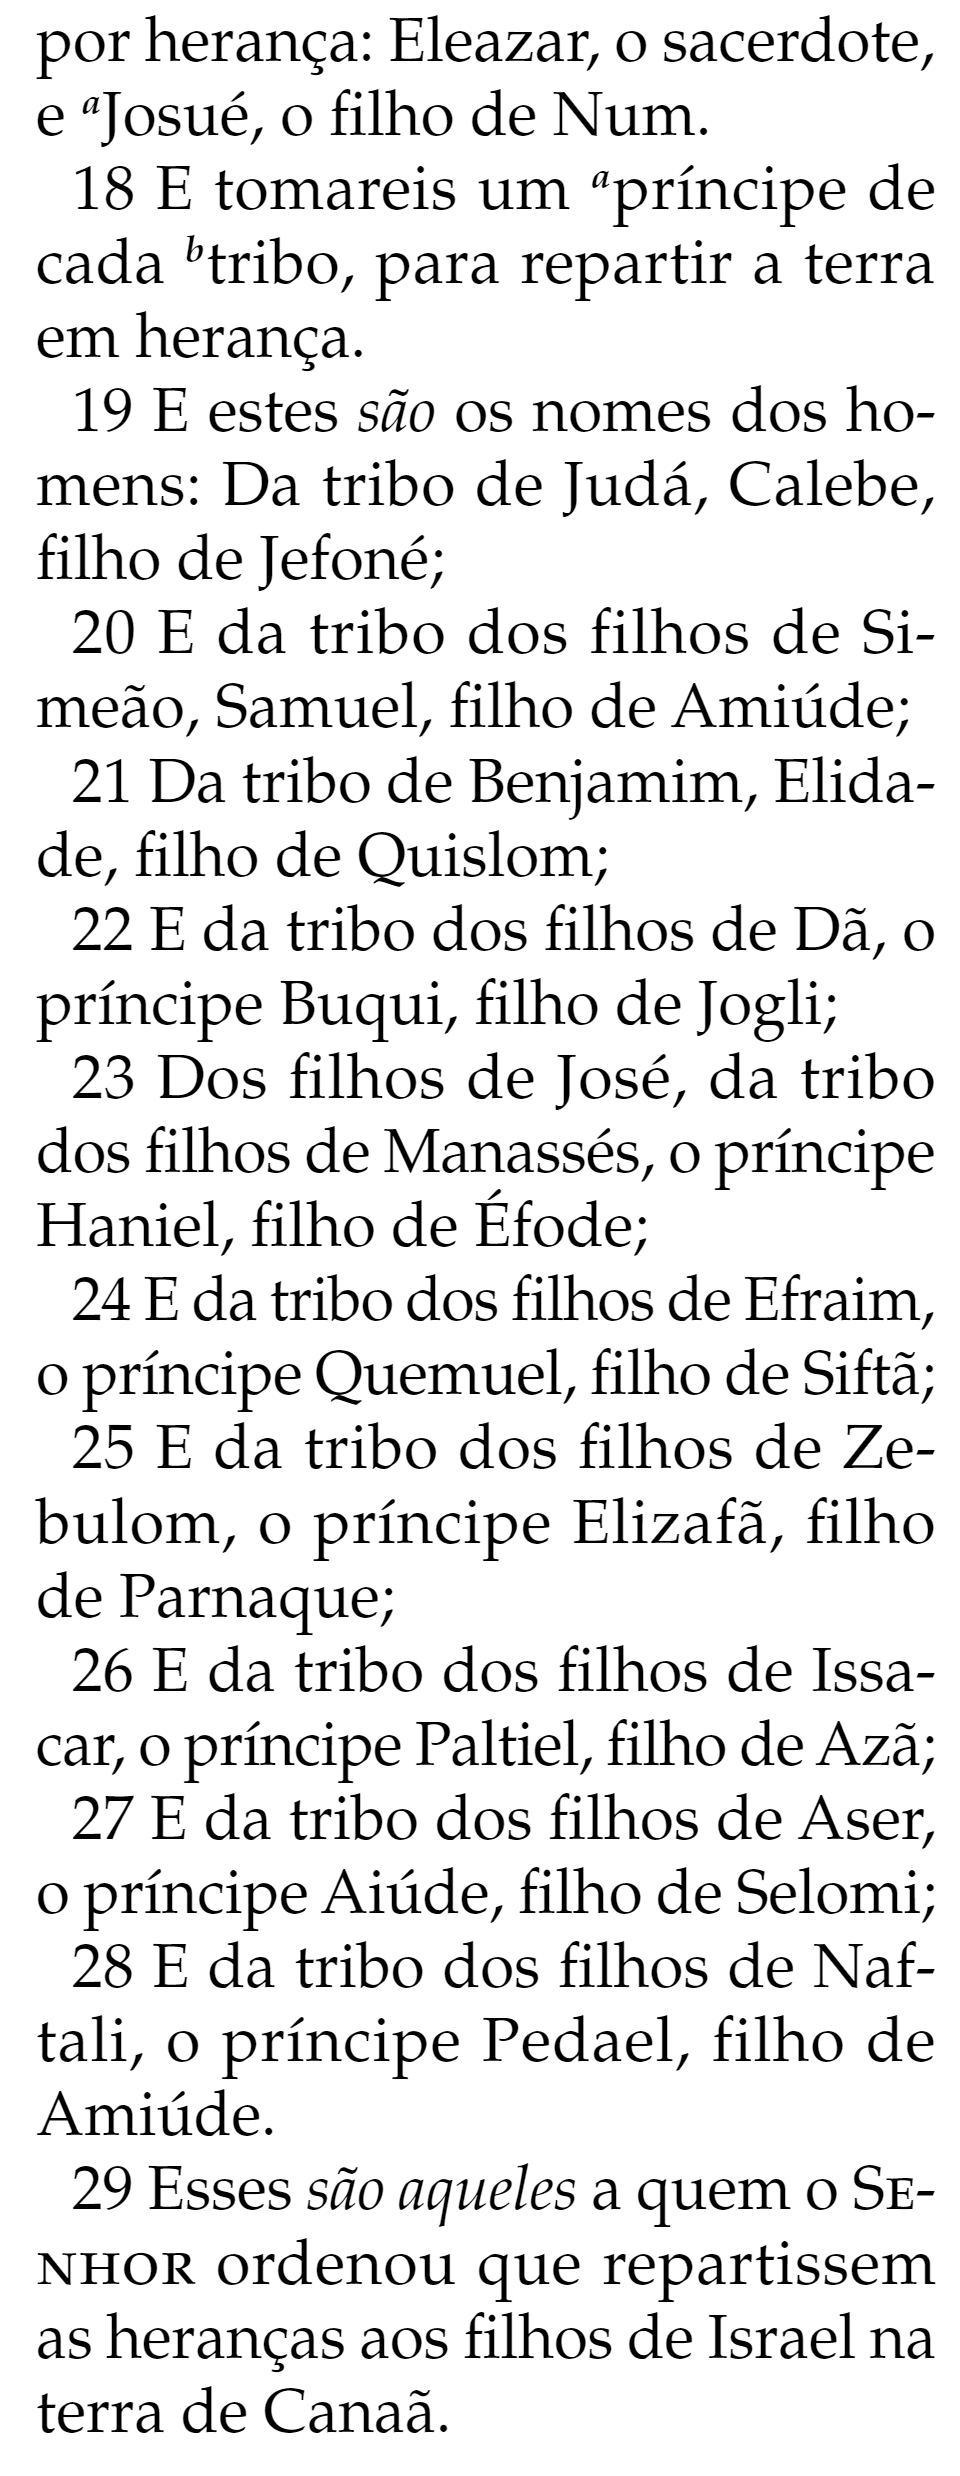 por herança: Eleazar, o sacerdote,
e ᵃJosué, o filho de Num.
18 E tomareis um ᵃpríncipe de
cada ᵇtribo, para repartir a terra
em herança.
19 E estes são os nomes dos ho-
mens: Da tribo de Judá, Calebe,
filho de Jefoné;
20 E da tribo dos filhos de Si-
meão, Samuel, filho de Amiúde;
21 Da tribo de Benjamim, Elida-
de, filho de Quislom;
22 E da tribo dos filhos de Dã, o
príncipe Buqui, filho de Jogli;
23 Dos filhos de José, da tribo
dos filhos de Manassés, o príncipe
Haniel, filho de Éfode;
24 E da tribo dos filhos de Efraim,
o príncipe Quemuel, filho de Siftã;
25 E da tribo dos filhos de Ze-
bulom, o príncipe Elizafã, filho
de Parnaque;
26 E da tribo dos filhos de Issa-
car, o príncipe Paltiel, filho de Azã;
27 E da tribo dos filhos de Aser,
o príncipe Aiúde, filho de Selomi;
28 E da tribo dos filhos de Naf-
tali, o príncipe Pedael, filho de
Amiúde.
29 Esses são aqueles a quem o SE-
NHOR ordenou que repartissem
as heranças aos filhos de Israel na
terra de Canaã.